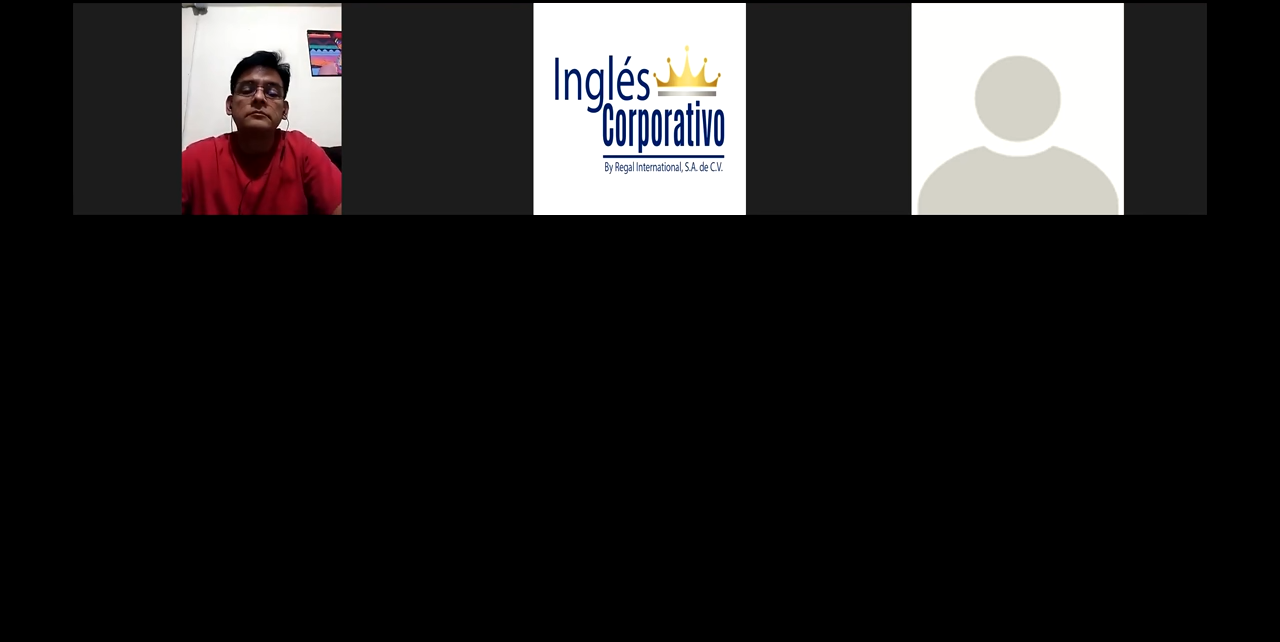 Inglés
Corporativo
By Regal International, S.A. de C.V.